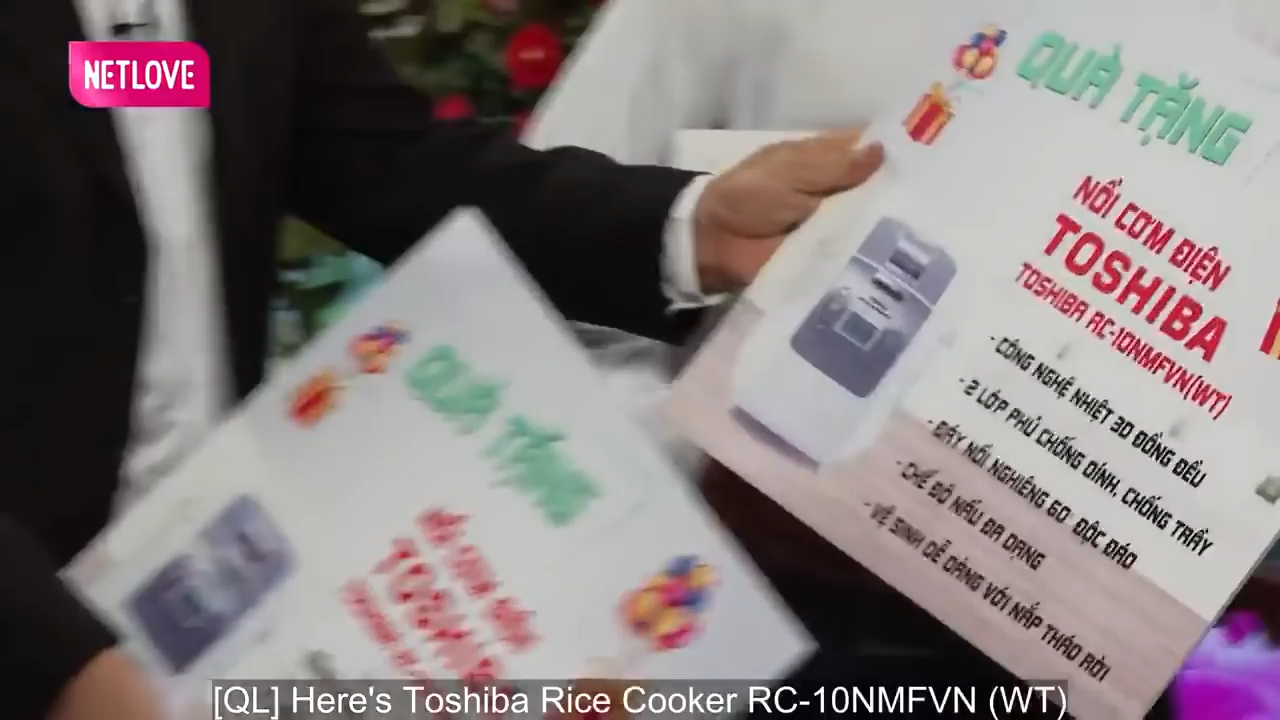 NETLOVE
QUÀ TẶNG
NỒI CƠM ĐIỆN
TOSHIBA
TOSHIBA RC-10NMFVN(WT)
- CÔNG NGHỆ NHIỆT 3D ĐỒNG ĐỀU
- 2 LỚP PHỦ CHỐNG DÍNH, CHỐNG TRẦY
- ĐÁY NỒI NGHIÊNG 60° ĐỘC ĐÁO
- CHẾ ĐỘ NẤU ĐA DẠNG
- VỆ SINH DỄ DÀNG VỚI NẮP THÁO RỜI
QUÀ TẶNG
[QL] Here's Toshiba Rice Cooker RC-10NMFVN (WT)